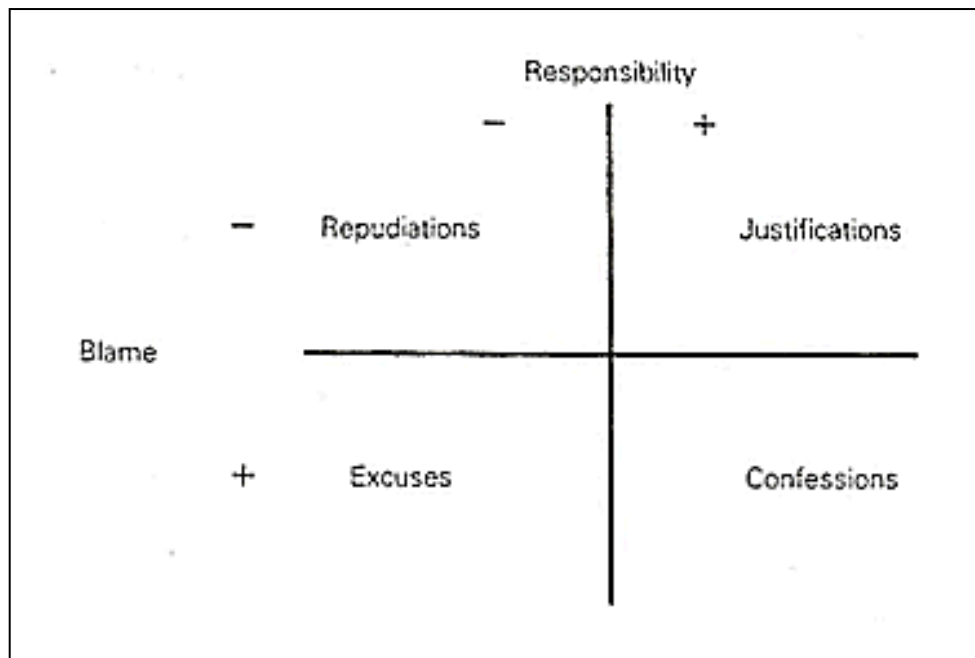 Responsibility
− +
− Repudiations Justifications
Blame
+ Excuses Confessions